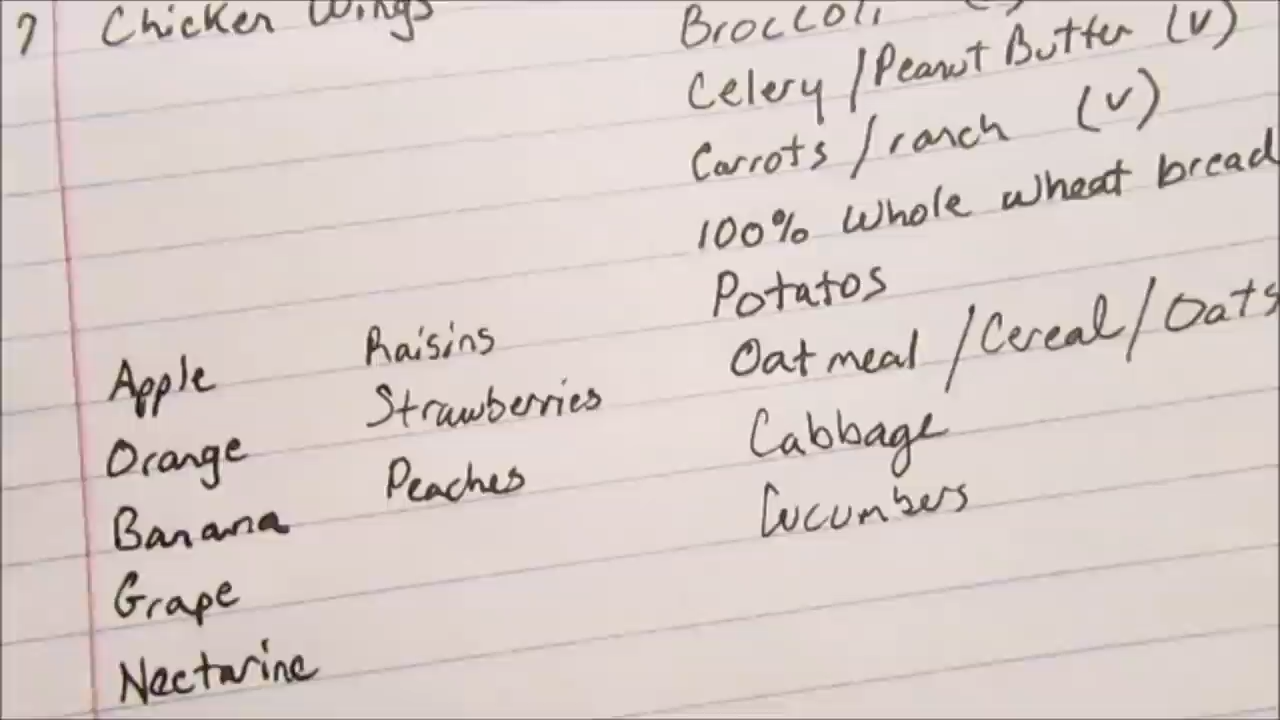 ? Chicken Wings
Broccoli
Celery / Peanut Butter (v)
Carrots / ranch (v)
100% whole wheat bread
Potatos
Oatmeal / Cereal / Oats
Cabbage
Cucumbers
Apple
Orange
Banana
Grape
Nectarine
Raisins
Strawberries
Peaches